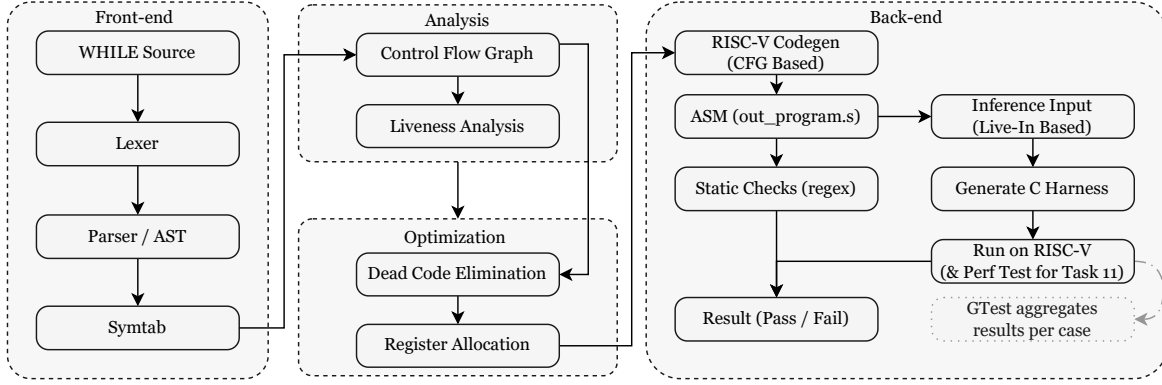 Front-end
WHILE Source
Lexer
Parser / AST
Symtab
Analysis
Control Flow Graph
Liveness Analysis
Optimization
Dead Code Elimination
Register Allocation
Back-end
RISC-V Codegen
(CFG Based)
ASM (out_program.s)
Static Checks (regex)
Result (Pass / Fail)
Inference Input
(Live-In Based)
Generate C Harness
Run on RISC-V
(& Perf Test for Task 11)
GTest aggregates
results per case